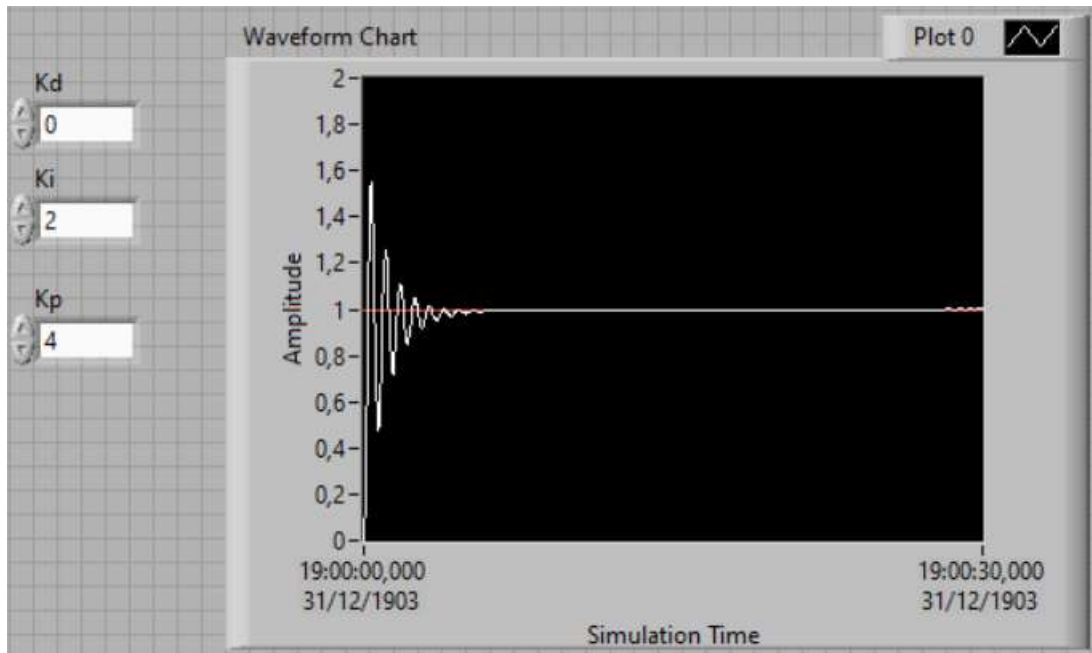 Waveform Chart
Plot 0
Kd
0
Ki
2
Kp
4
Amplitude
2
1,8
1,6
1,4
1,2
1
0,8
0,6
0,4
0,2
0
19:00:00,000
31/12/1903
19:00:30,000
31/12/1903
Simulation Time